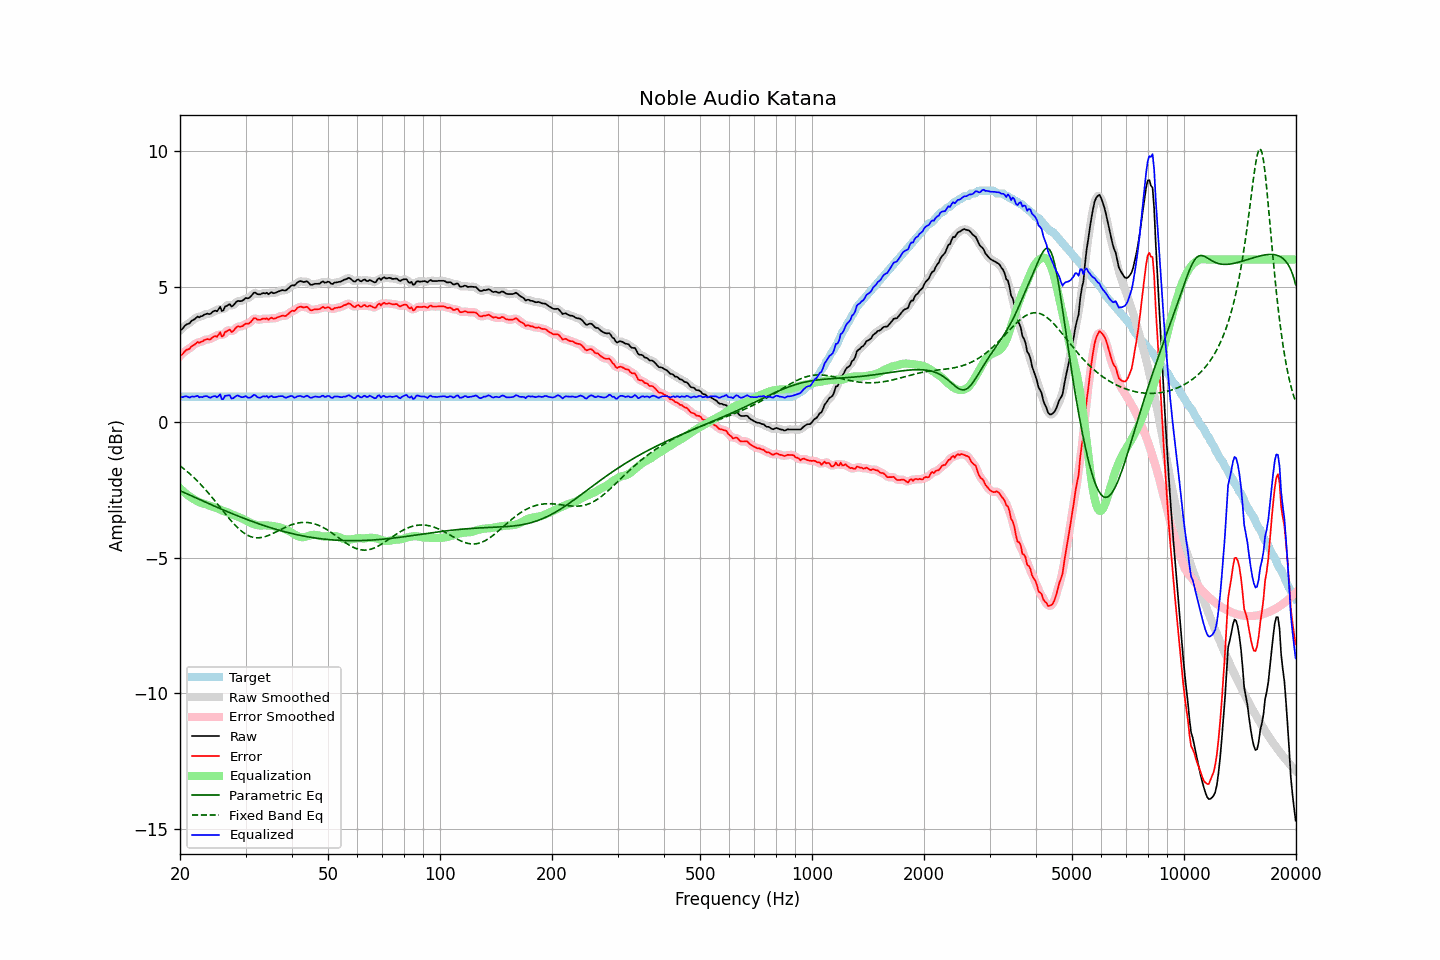 Noble Audio Katana
Amplitude (dBr)
10
5
0
−5
−10
−15
Target
Raw Smoothed
Error Smoothed
Raw
Error
Equalization
Parametric Eq
Fixed Band Eq
Equalized
20 50 100 200 500 1000 2000 5000 10000 20000
Frequency (Hz)